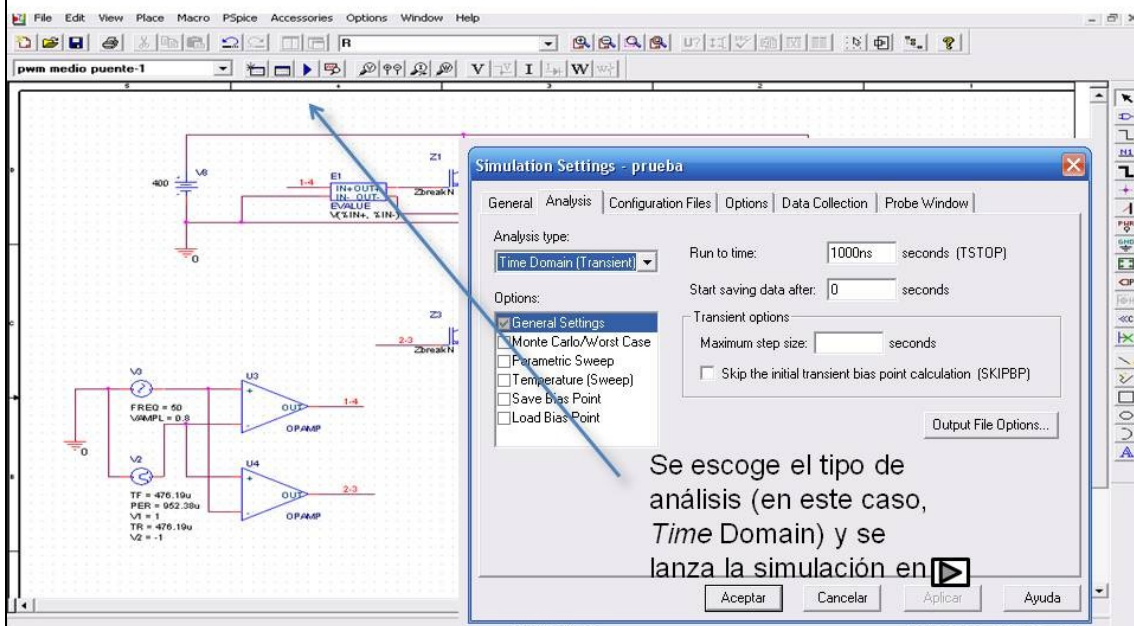 File Edit View Place Macro PSpice Accessories Options Window Help
R
U?
pwm medio puente-1
V I W
5 4 3 2 1
V8
400
0
1-4
E1
IN+ OUT+
IN- OUT-
EVALUE
V(%IN+, %IN-)
Z1
ZbreakN
Z3
2-3
ZbreakN
V3
FREQ = 50
VAMPL = 0.8
0
V2
TF = 476.19u
PER = 952.38u
V1 = 1
TR = 476.19u
V2 = -1
U3
OUT
OPAMP
1-4
U4
OUT
OPAMP
2-3
Simulation Settings - prueba
General Analysis Configuration Files Options Data Collection Probe Window
Analysis type:
Time Domain (Transient)
Options:
General Settings
Monte Carlo/Worst Case
Parametric Sweep
Temperature (Sweep)
Save Bias Point
Load Bias Point
Run to time: 1000ns seconds (TSTOP)
Start saving data after: 0 seconds
Transient options
Maximum step size: seconds
Skip the initial transient bias point calculation (SKIPBP)
Output File Options...
Se escoge el tipo de
análisis (en este caso,
Time Domain) y se
lanza la simulación en
Aceptar Cancelar Aplicar Ayuda